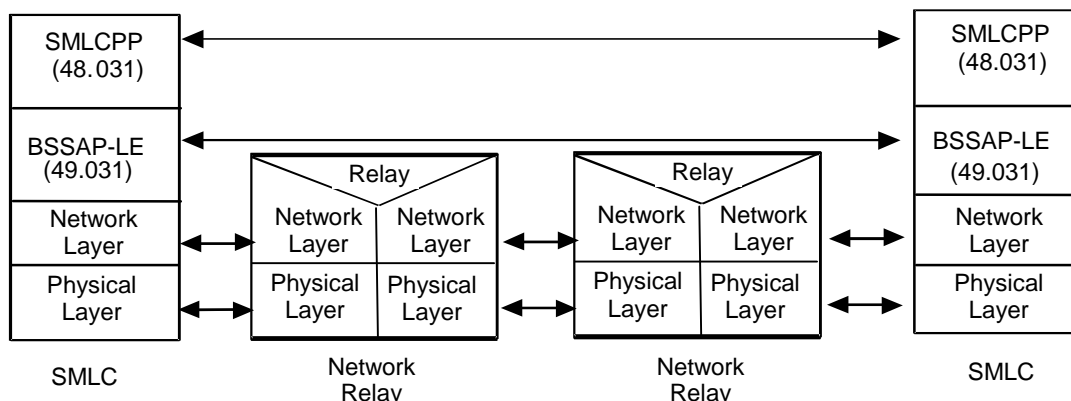 SMLCPP
(48.031)
BSSAP-LE
(49.031)
Network
Layer
Physical
Layer
SMLC
Relay
Network
Layer
Network
Layer
Physical
Layer
Physical
Layer
Network
Relay
Relay
Network
Layer
Network
Layer
Physical
Layer
Physical
Layer
Network
Relay
SMLCPP
(48.031)
BSSAP-LE
(49.031)
Network
Layer
Physical
Layer
SMLC